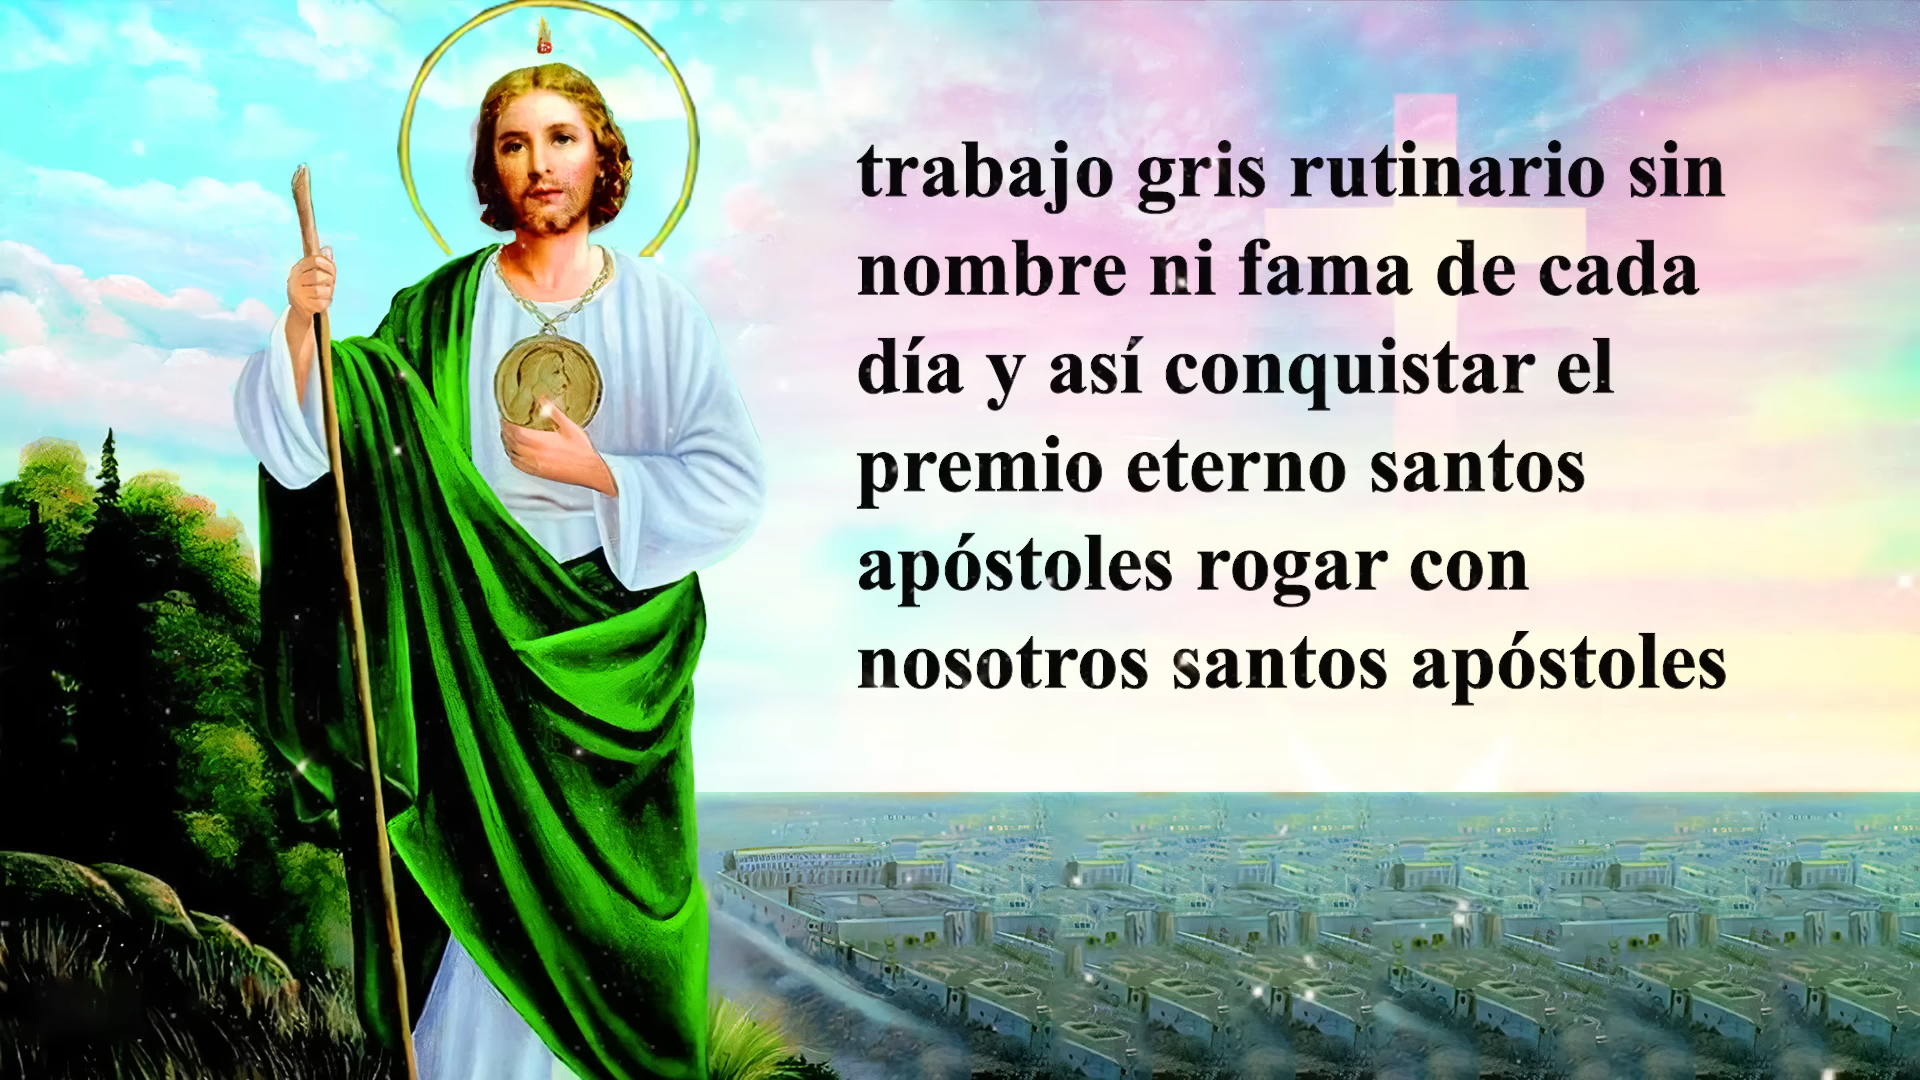 trabajo gris rutinario sin
nombre ni fama de cada
día y así conquistar el
premio eterno santos
apóstoles rogar con
nosotros santos apóstoles